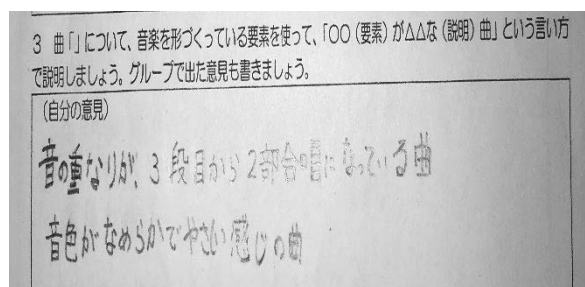 3 曲「」について、音楽を形づくっている要素を使って、「○○（要素）が△△な（説明）曲」という言い方
で説明しましょう。グループで出た意見も書きましょう。
（自分の意見）
音の重なりが、3段目から2部合唱になっている曲
音色がなめらかでやさしい感じの曲